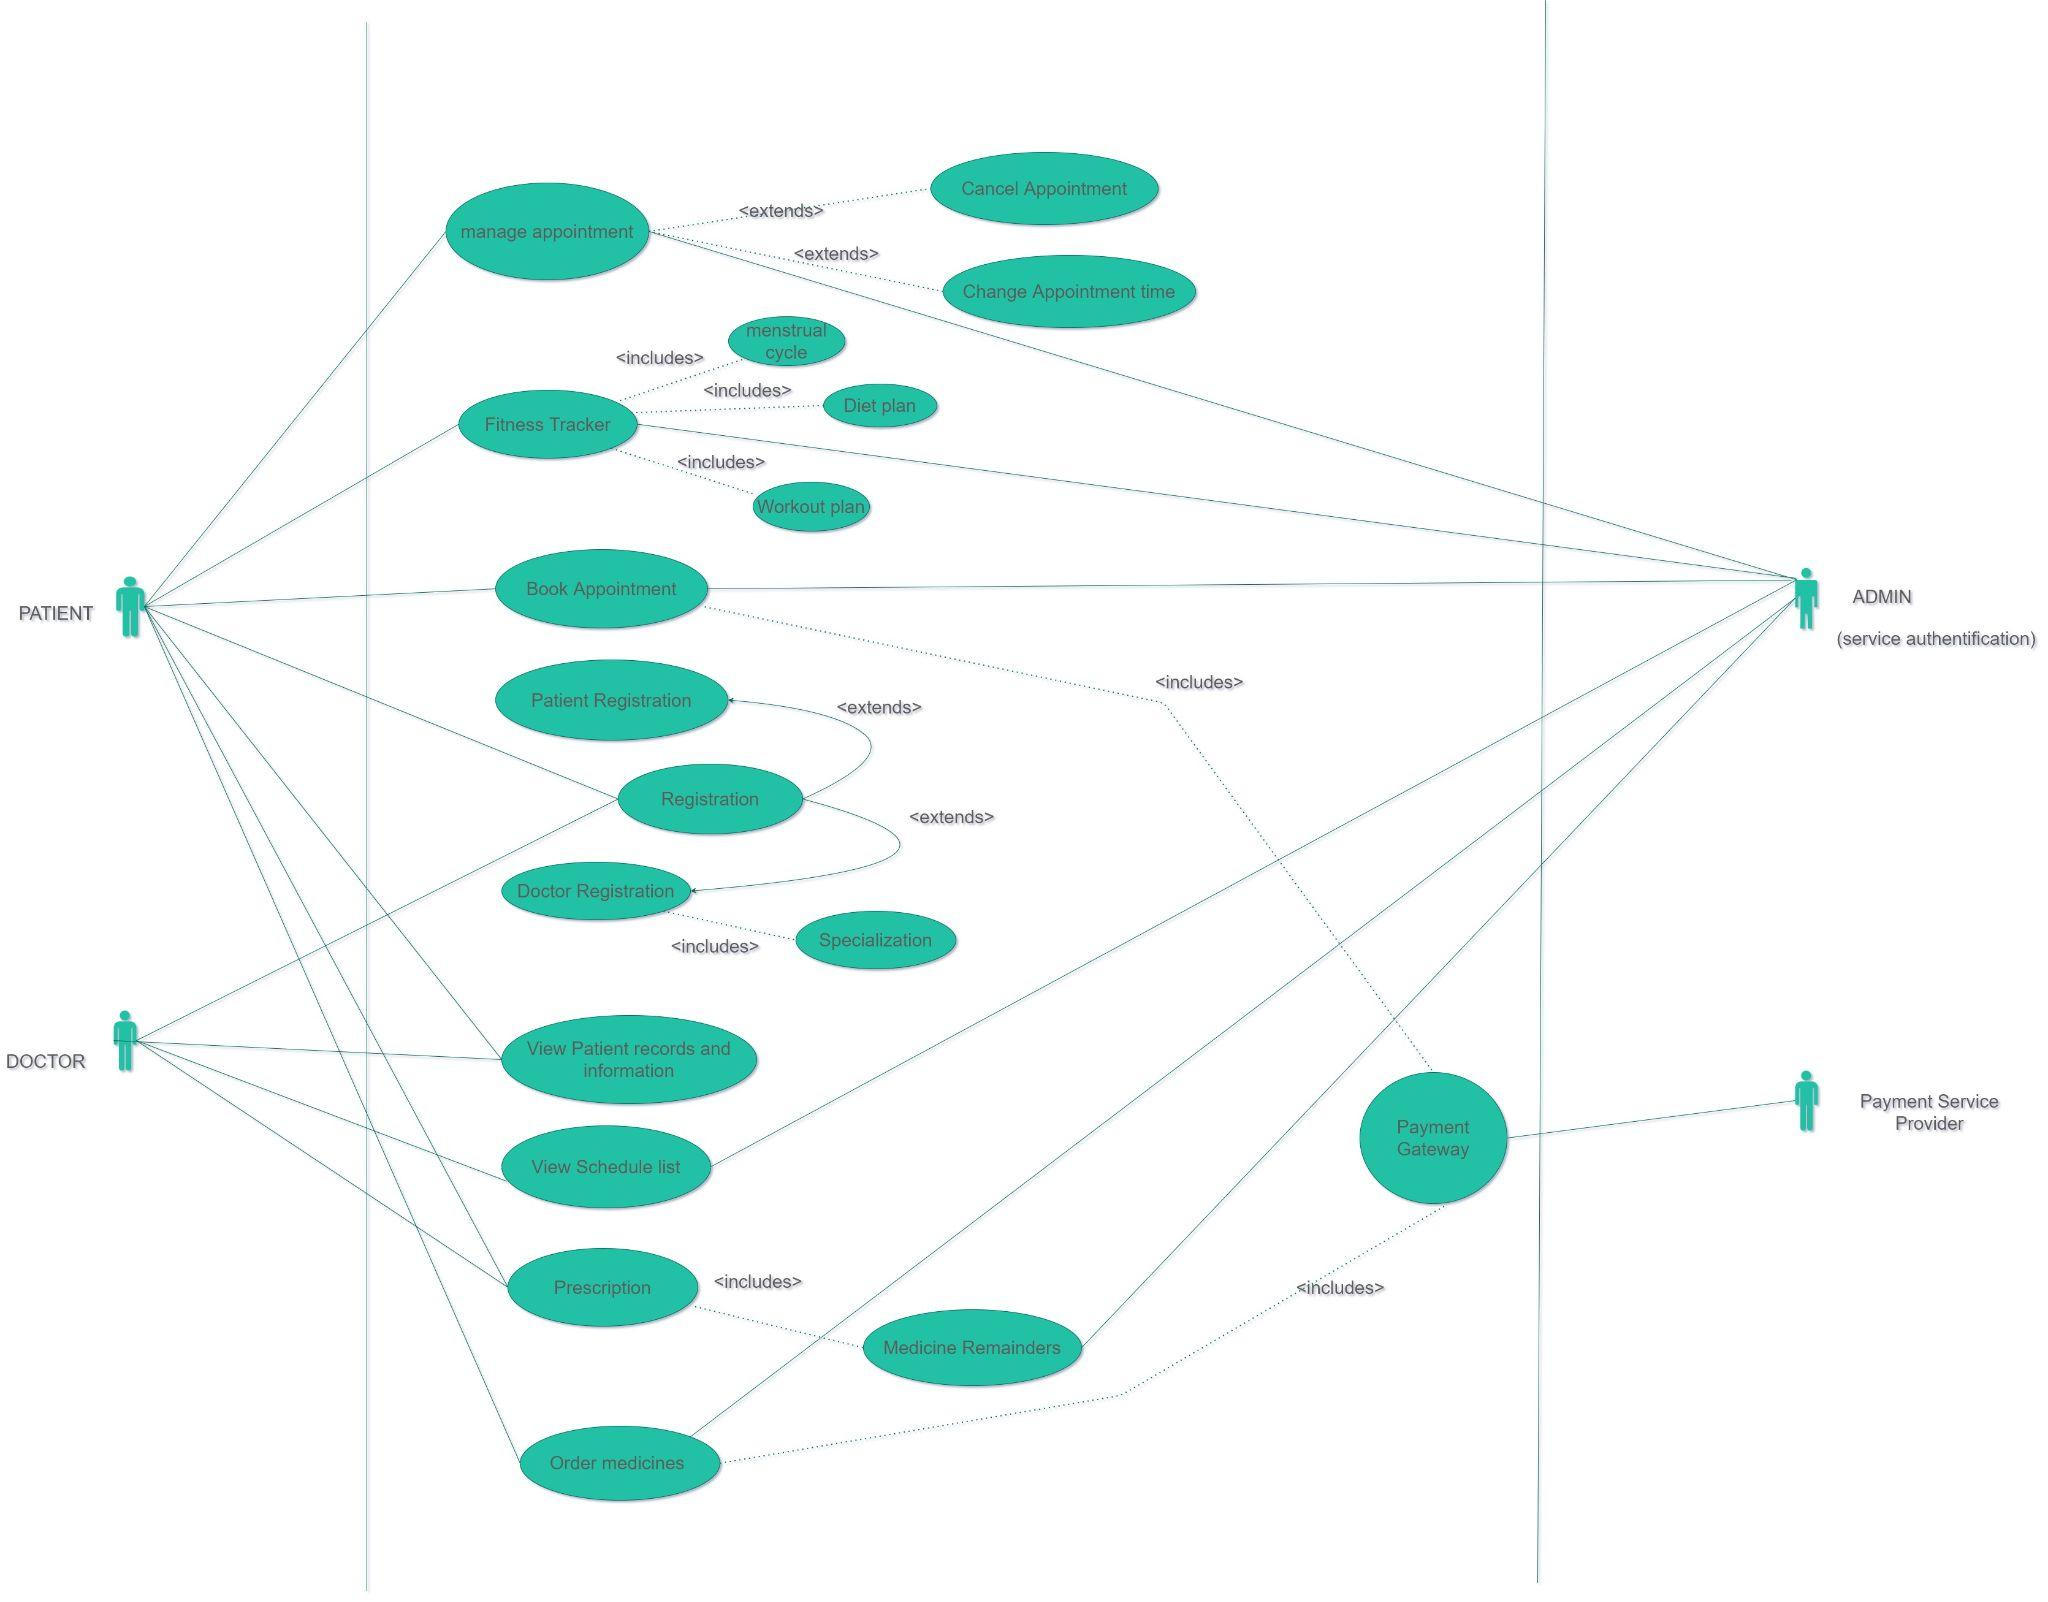 Cancel Appointment
<extends>
manage appointment
<extends>
Change Appointment time
menstrual
cycle
<includes>
<includes>
Diet plan
Fitness Tracker
<includes>
Workout plan
Book Appointment
PATIENT
ADMIN
(service authentification)
<includes>
Patient Registration
<extends>
Registration
<extends>
Doctor Registration
Specialization
<includes>
View Patient records and
information
DOCTOR
Payment Service
Provider
Payment
Gateway
View Schedule list
<includes>
Prescription
<includes>
Medicine Remainders
Order medicines